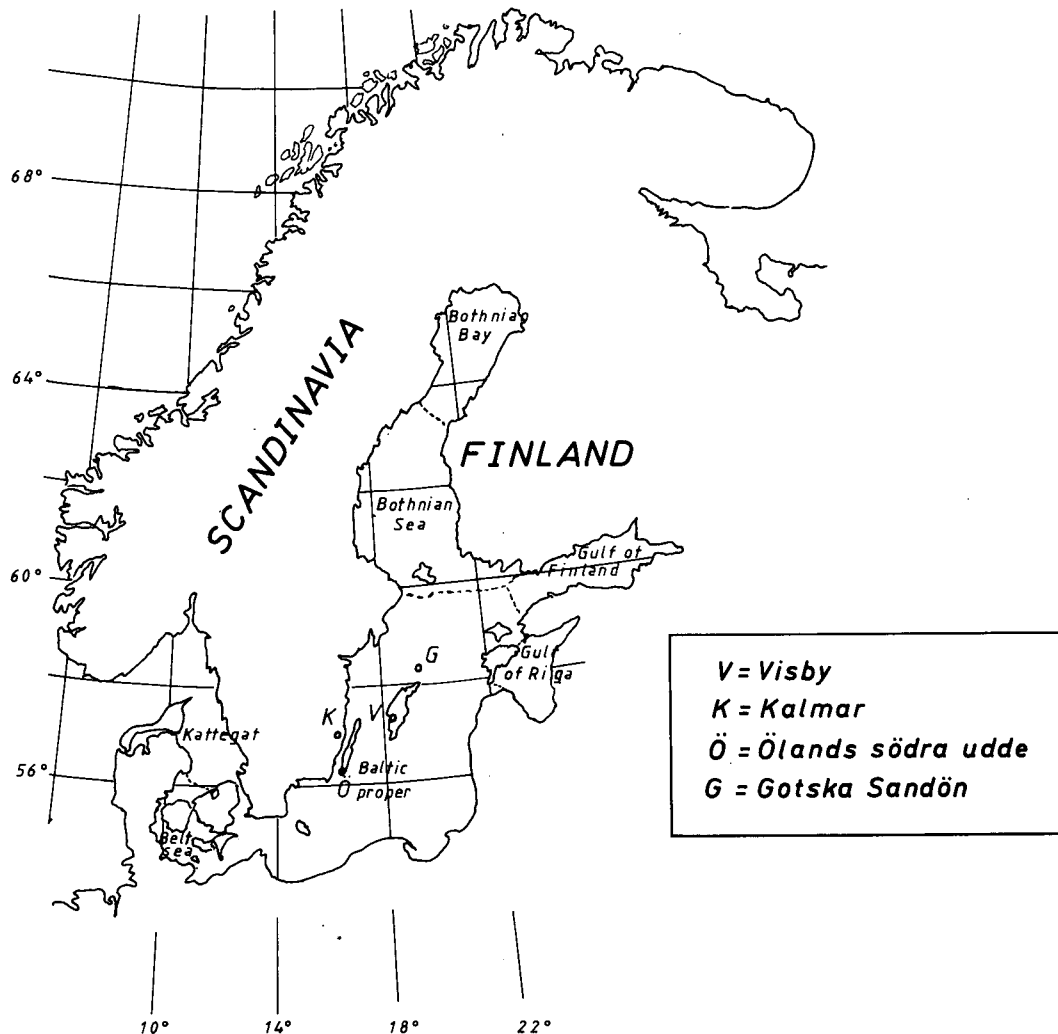 68°
64°
60°
56°
SCANDINAVIA
FINLAND
Bothnian
Bay
Bothnian
Sea
Gulf of
Finland
Gulf
of Riga
G
V
K
Ö
Kattegat
Baltic
proper
Belt
sea
V = Visby
K = Kalmar
Ö = Ölands södra udde
G = Gotska Sandön
10° 14° 18° 22°